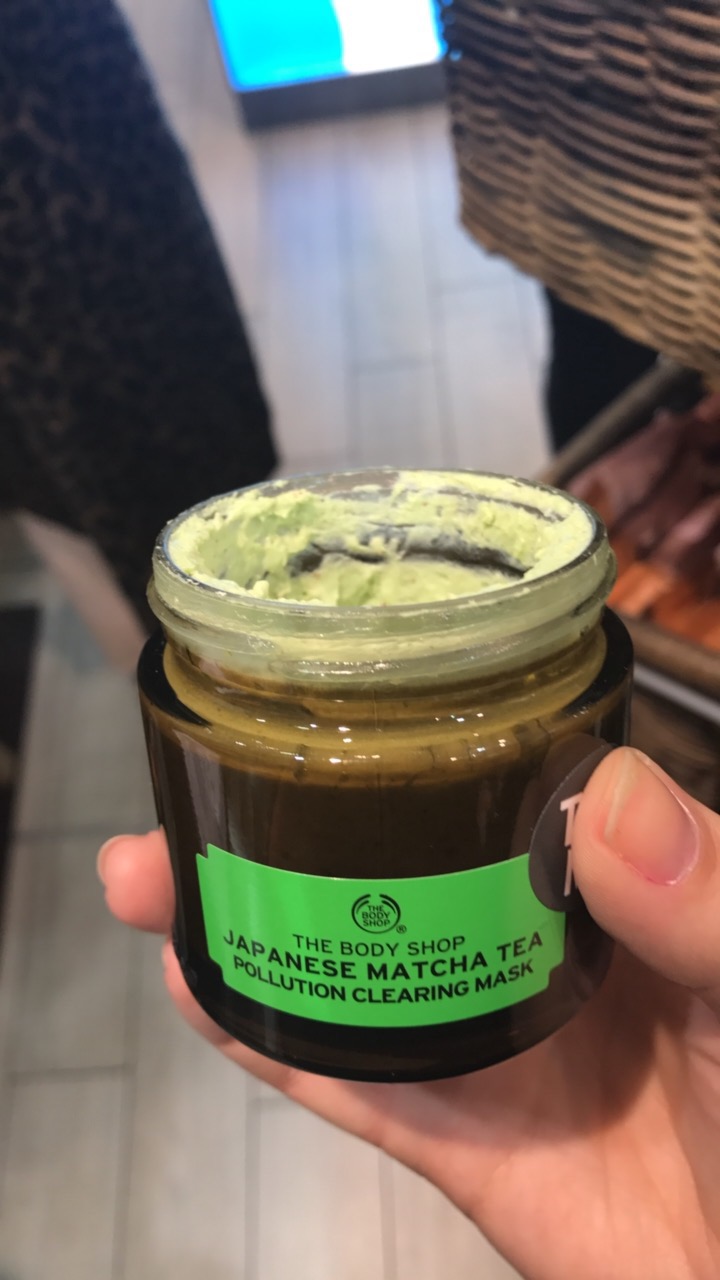 THE
BODY
SHOP
®
THE BODY SHOP
JAPANESE MATCHA TEA
POLLUTION CLEARING MASK